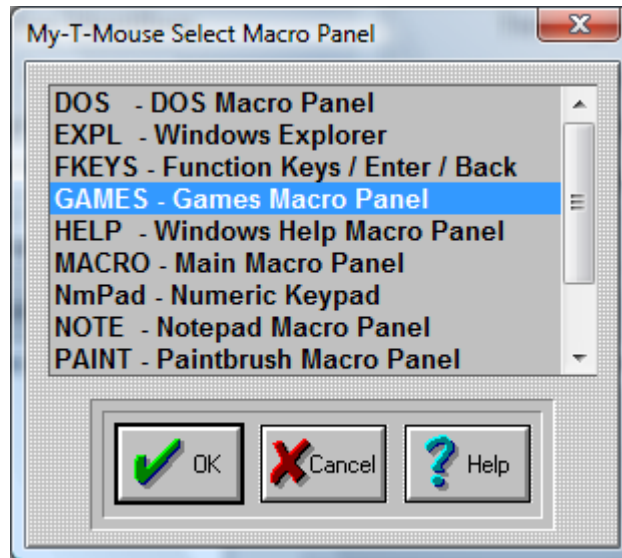 My-T-Mouse Select Macro Panel
DOS - DOS Macro Panel
EXPL - Windows Explorer
FKEYS - Function Keys / Enter / Back
GAMES - Games Macro Panel
HELP - Windows Help Macro Panel
MACRO - Main Macro Panel
NmPad - Numeric Keypad
NOTE - Notepad Macro Panel
PAINT - Paintbrush Macro Panel
OK Cancel Help